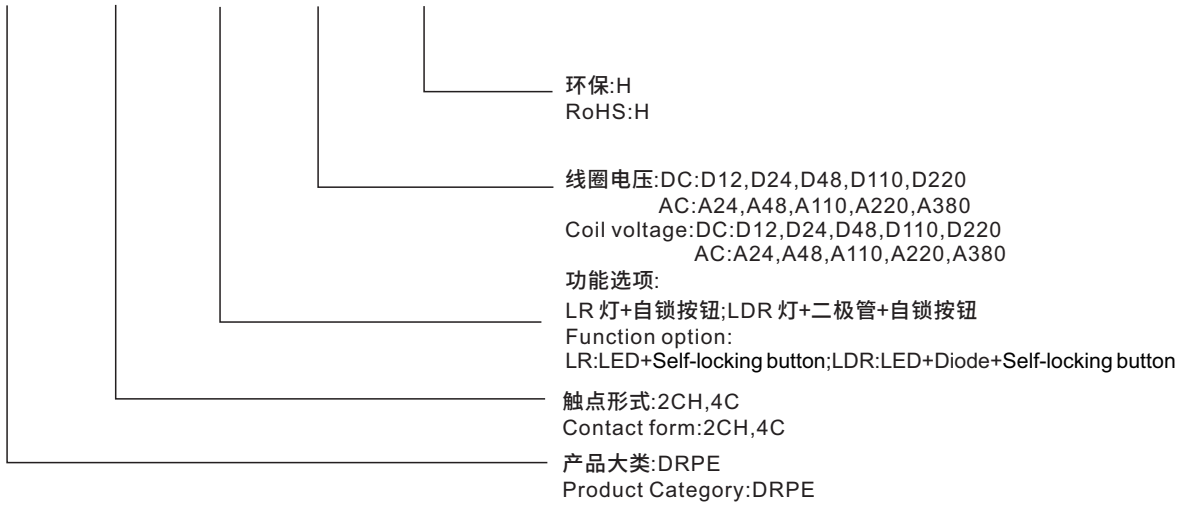 环保:H
RoHS:H
线圈电压:DC:D12,D24,D48,D110,D220
AC:A24,A48,A110,A220,A380
Coil voltage:DC:D12,D24,D48,D110,D220
AC:A24,A48,A110,A220,A380
功能选项:
LR 灯+自锁按钮;LDR 灯+二极管+自锁按钮
Function option:
LR:LED+Self-locking button;LDR:LED+Diode+Self-locking button
触点形式:2CH,4C
Contact form:2CH,4C
产品大类:DRPE
Product Category:DRPE